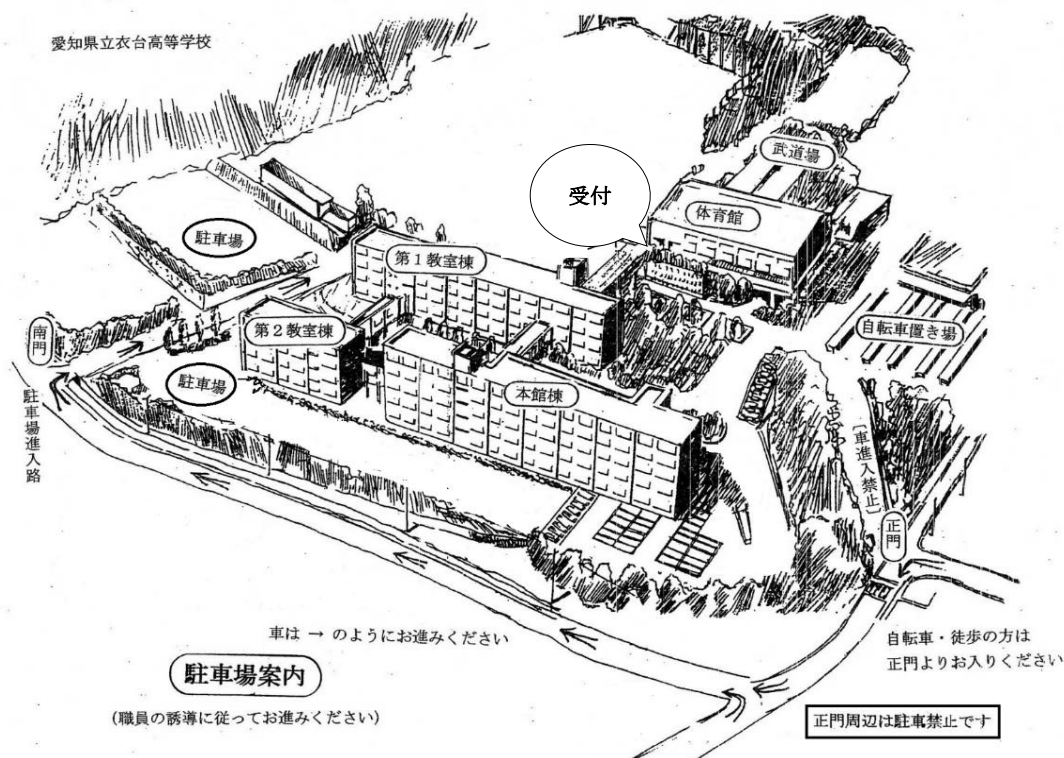 愛知県立衣台高等学校
武道場
受付
体育館
駐車場
第1教室棟
自転車置き場
南門
第2教室棟
駐車場
本館棟
駐車場進入路
〔車進入禁止〕
正門
車は → のようにお進みください
自転車・徒歩の方は
正門よりお入りください
駐車場案内
(職員の誘導に従ってお進みください)
正門周辺は駐車禁止です